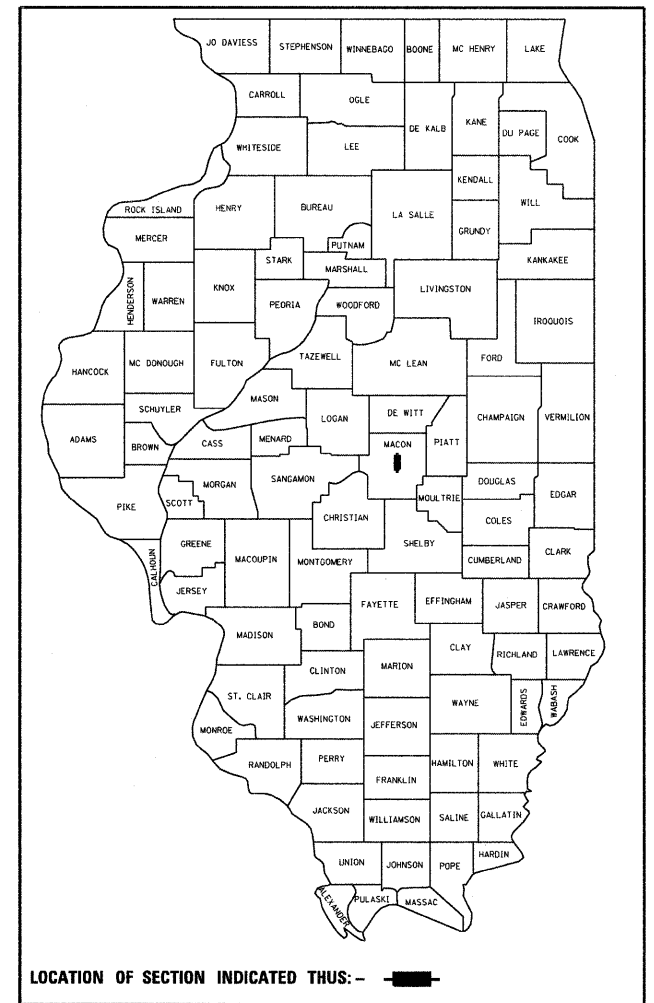 JO DAVIESS STEPHENSON WINNEBAGO BOONE MC HENRY LAKE
CARROLL OGLE DE KALB KANE DU PAGE COOK
WHITESIDE LEE
KENDALL WILL
ROCK ISLAND HENRY BUREAU LA SALLE GRUNDY
MERCER PUTNAM
STARK MARSHALL KANKAKEE
HENDERSON WARREN KNOX PEORIA WOODFORD LIVINGSTON IROQUOIS
HANCOCK MC DONOUGH FULTON TAZEWELL MC LEAN FORD
MASON
SCHUYLER LOGAN DE WITT CHAMPAIGN VERMILION
ADAMS BROWN CASS MENARD MACON PIATT
MORGAN SANGAMON DOUGLAS
PIKE SCOTT MOULTRIE EDGAR
CHRISTIAN COLES
GREENE SHELBY
CALHOUN MACOUPIN MONTGOMERY CUMBERLAND CLARK
JERSEY FAYETTE EFFINGHAM JASPER CRAWFORD
MADISON BOND
CLAY RICHLAND LAWRENCE
CLINTON MARION
ST. CLAIR WAYNE EDWARDS WABASH
MONROE WASHINGTON JEFFERSON
RANDOLPH PERRY HAMILTON WHITE
FRANKLIN
JACKSON WILLIAMSON SALINE GALLATIN
UNION JOHNSON POPE HARDIN
ALEXANDER PULASKI MASSAC
LOCATION OF SECTION INDICATED THUS: -